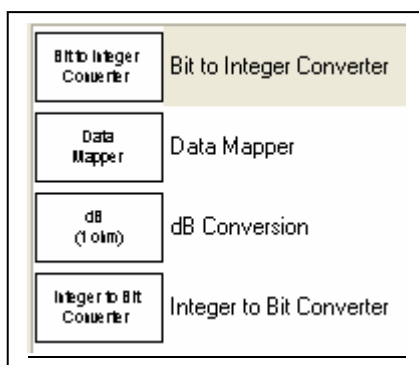 Bit to Integer
Converter
Bit to Integer Converter
Data
Mapper
Data Mapper
dB
(1 ohm)
dB Conversion
Integer to Bit
Converter
Integer to Bit Converter